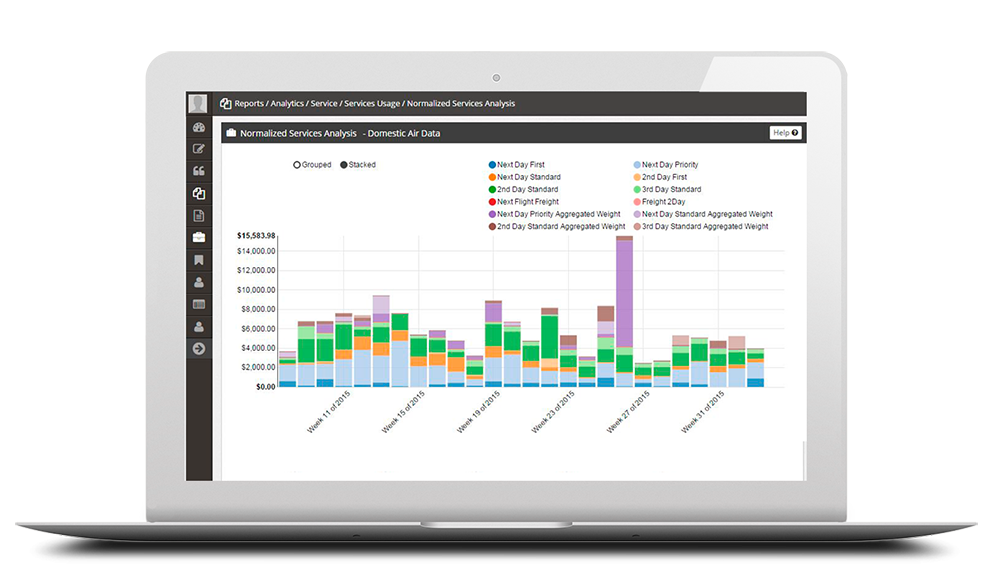 Reports / Analytics / Service / Services Usage / Normalized Services Analysis
Normalized Services Analysis - Domestic Air Data
Help
Grouped Stacked
Next Day First Next Day Priority
Next Day Standard 2nd Day First
2nd Day Standard 3rd Day Standard
Next Flight Freight Freight 2Day
Next Day Priority Aggregated Weight Next Day Standard Aggregated Weight
2nd Day Standard Aggregated Weight 3rd Day Standard Aggregated Weight
$15,583.98
$14,000.00
$12,000.00
$10,000.00
$8,000.00
$6,000.00
$4,000.00
$2,000.00
$0.00
Week 11 of 2015 Week 15 of 2015 Week 19 of 2015 Week 23 of 2015 Week 27 of 2015 Week 31 of 2015